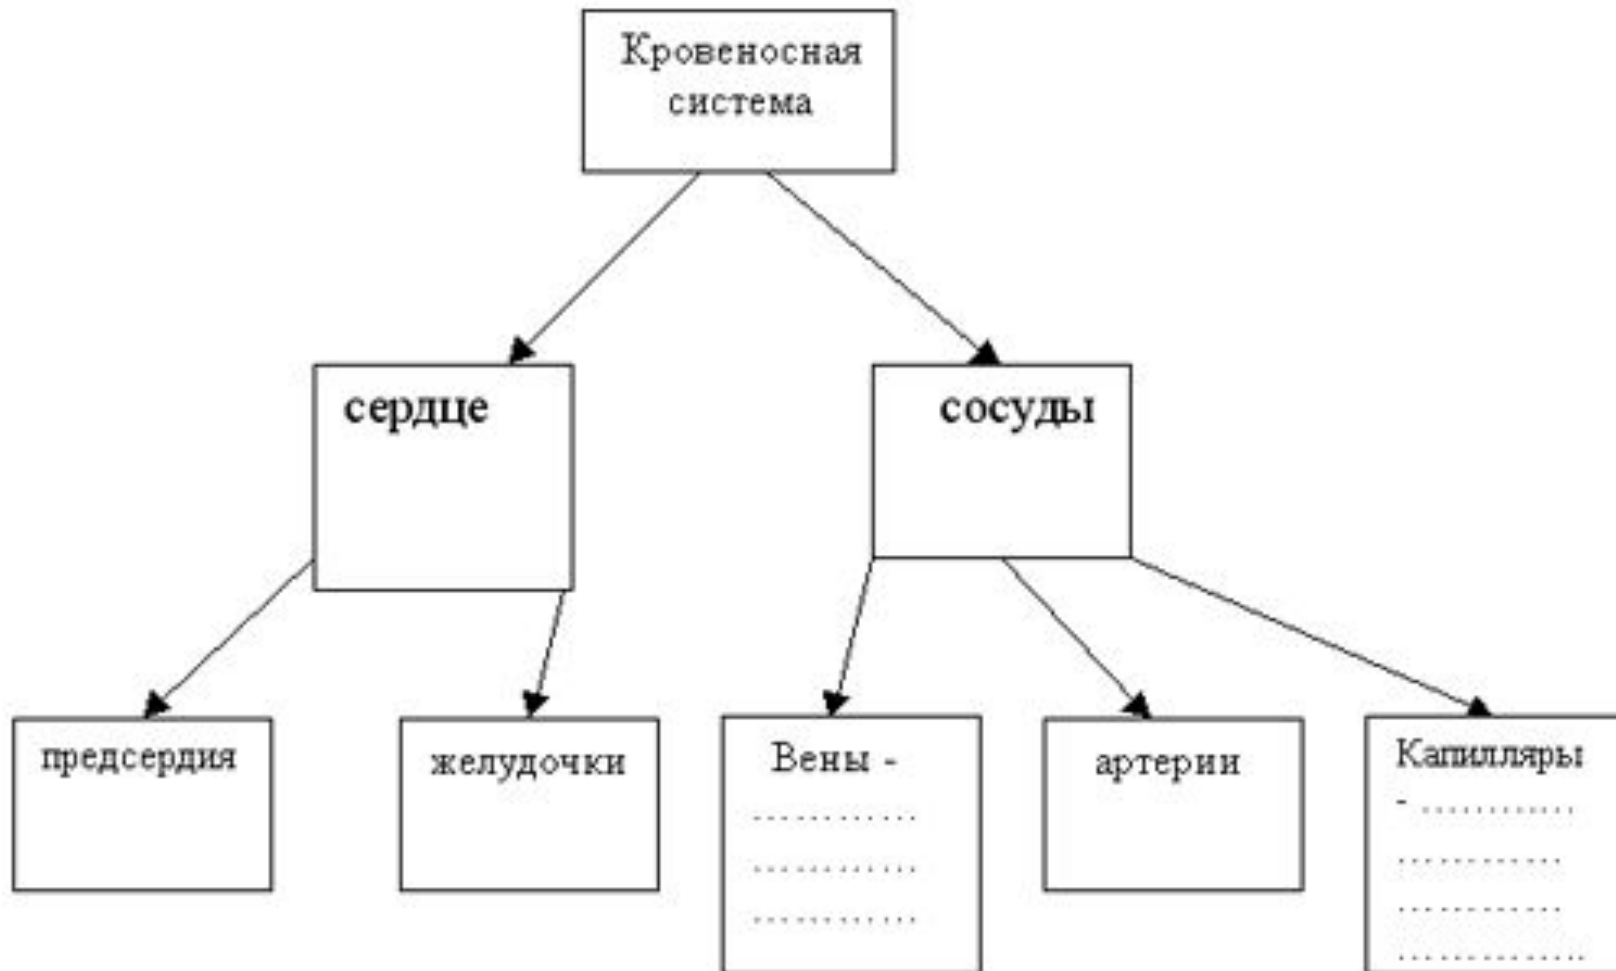 Кровеносная
система
сердце
сосуды
предсердия
желудочки
Вены -
...........
...........
...........
артерии
Капилляры
- ...........
...........
...........
.............